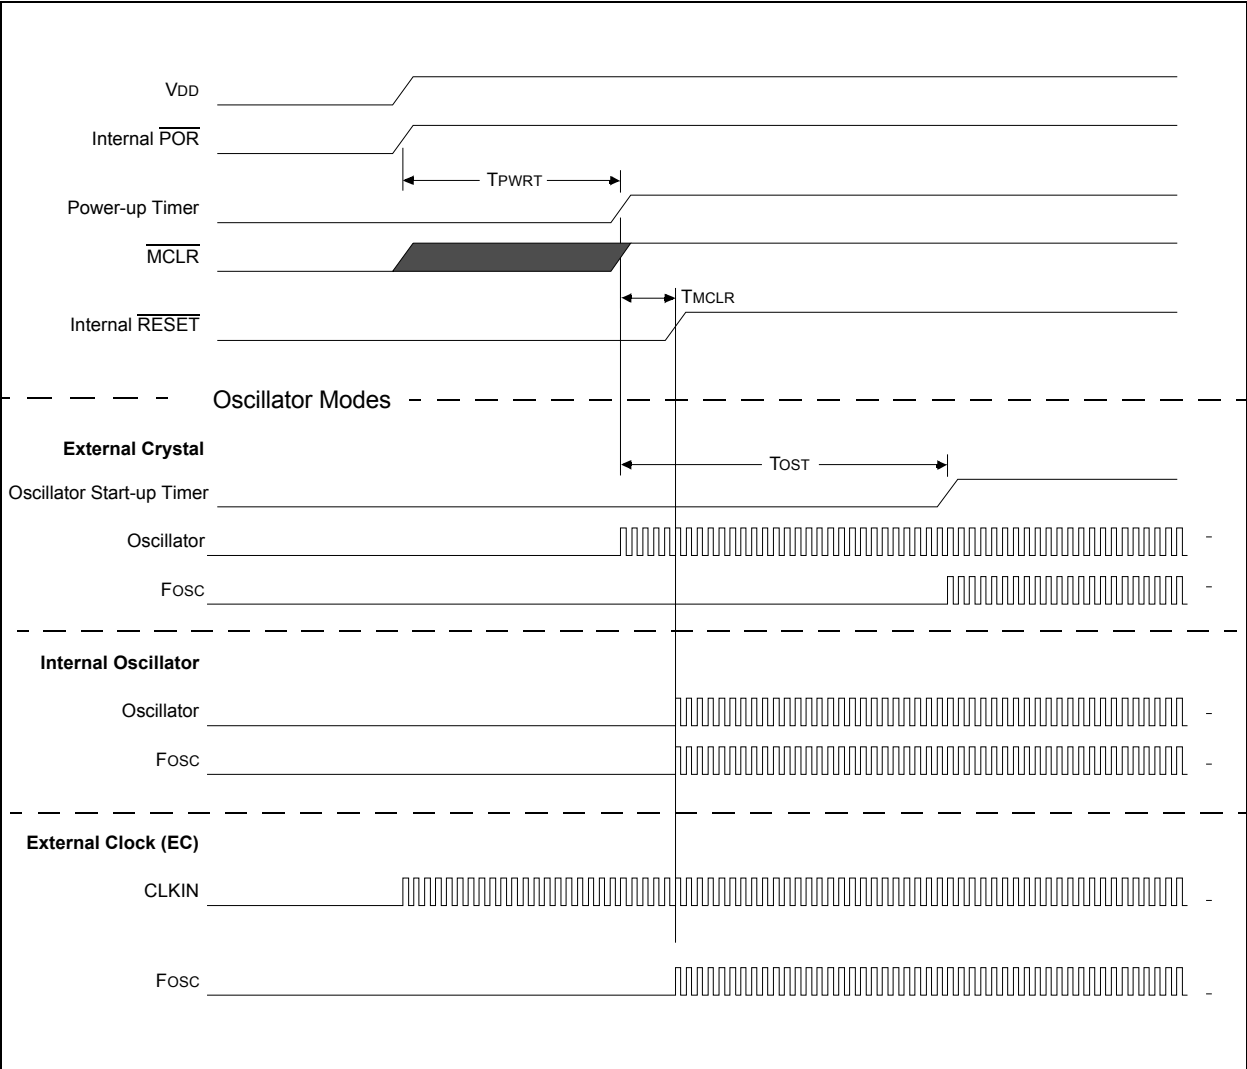 VDD
Internal POR
TPWRT
Power-up Timer
MCLR
TMCLR
Internal RESET
Oscillator Modes
External Crystal
TOST
Oscillator Start-up Timer
Oscillator
FOSC
Internal Oscillator
Oscillator
FOSC
External Clock (EC)
CLKIN
FOSC